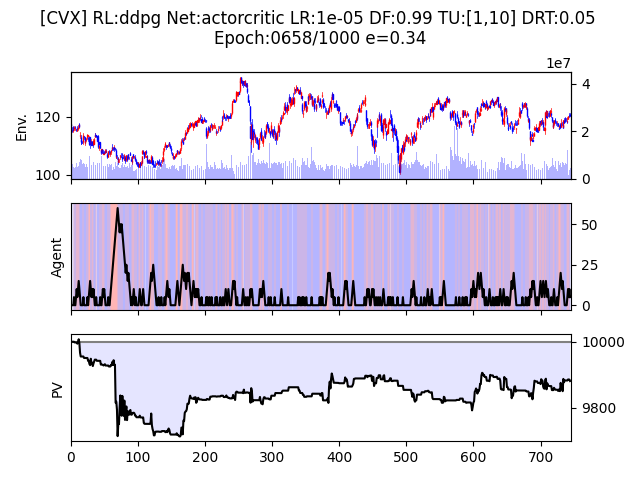 [CVX] RL:ddpg Net:actorcritic LR:1e-05 DF:0.99 TU:[1,10] DRT:0.05
Epoch:0658/1000 e=0.34
1e7
Env.
120
100
4
2
0
Agent
50
25
0
PV
10000
9800
0 100 200 300 400 500 600 700